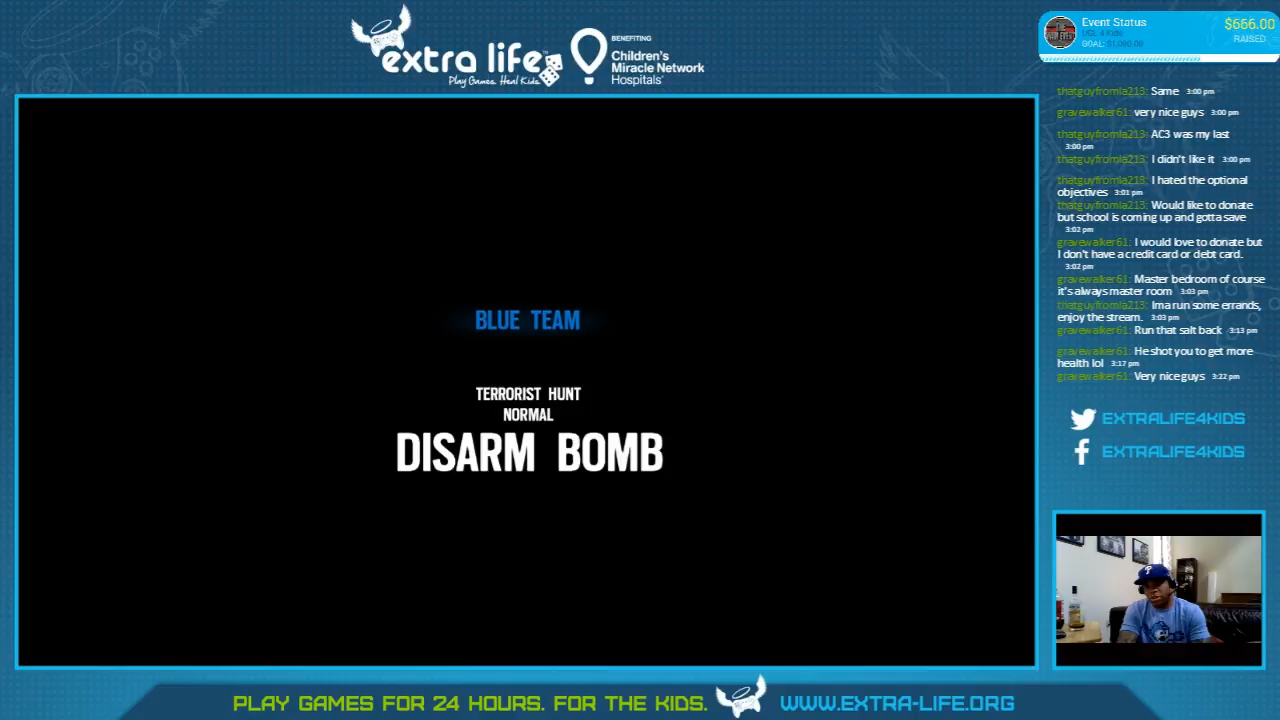 extra life
Play Games. Heal Kids.
BENEFITING
Children's
Miracle Network
Hospitals
Event Status
$666.00
UGL 4 Kids
RAISED
thatguyfromla213: Same 3:00 pm
gravewalker61: very nice guys 3:00 pm
thatguyfromla213: AC3 was my last
3:00 pm
thatguyfromla213: I didn't like it 3:00 pm
thatguyfromla213: I hated the optional
objectives 3:01 pm
thatguyfromla213: Would like to donate
but school is coming up and gotta save
3:02 pm
gravewalker61: I would love to donate but
I don't have a credit card or debt card.
3:02 pm
gravewalker61: Master bedroom of course
it's always master room 3:03 pm
thatguyfromla213: Ima run some errands,
enjoy the stream. 3:03 pm
gravewalker61: Run that salt back 3:13 pm
gravewalker61: He shot you to get more
health lol 3:17 pm
gravewalker61: Very nice guys 3:22 pm
BLUE TEAM
TERRORIST HUNT
NORMAL
DISARM BOMB
EXTRALIFE4KIDS
EXTRALIFE4KIDS
PLAY GAMES FOR 24 HOURS. FOR THE KIDS.
WWW.EXTRA-LIFE.ORG